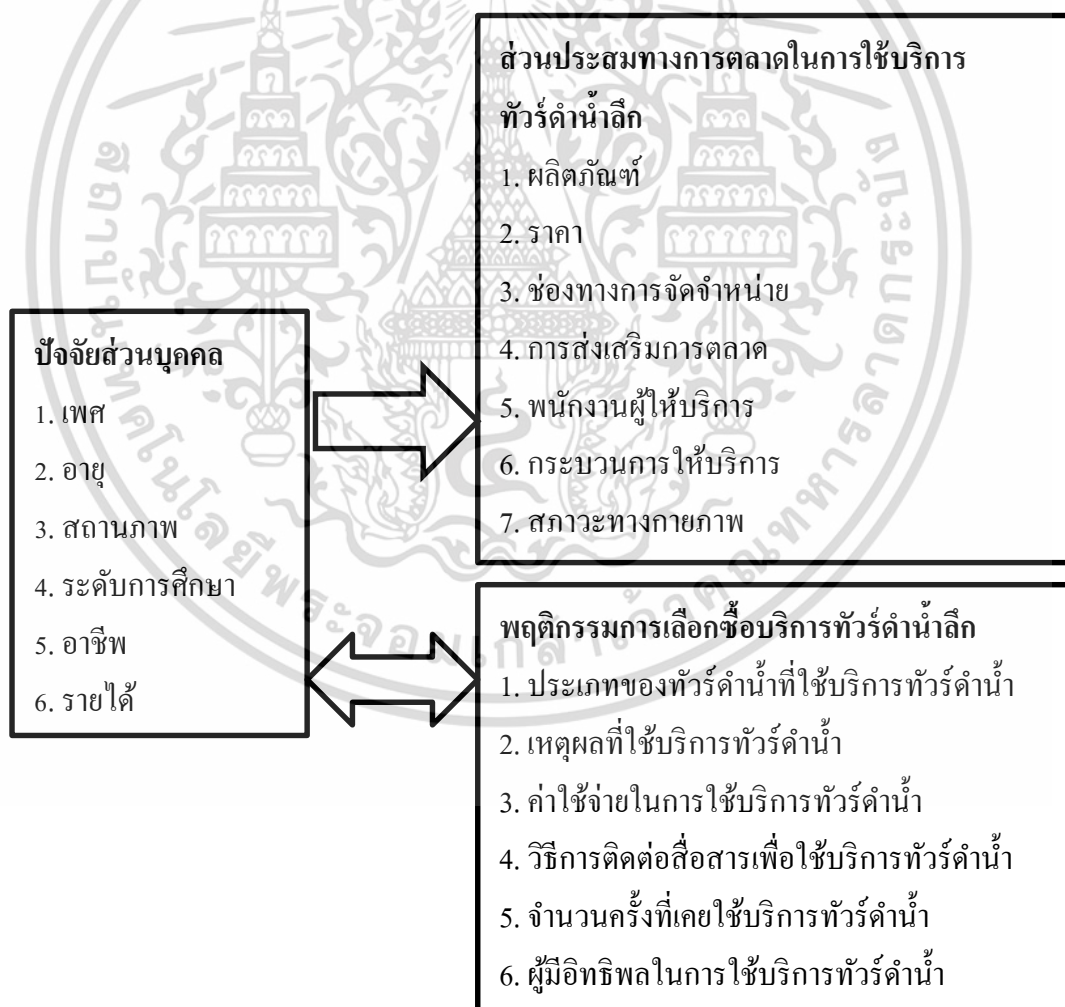 ส่วนประสมทางการตลาดในการใช้บริการ
ทัวร์ดำน้ำลึก
1. ผลิตภัณฑ์
2. ราคา
3. ช่องทางการจัดจำหน่าย
4. การส่งเสริมการตลาด
5. พนักงานผู้ให้บริการ
6. กระบวนการให้บริการ
7. สภาวะทางกายภาพ
ปัจจัยส่วนบุคคล
1. เพศ
2. อายุ
3. สถานภาพ
4. ระดับการศึกษา
5. อาชีพ
6. รายได้
พฤติกรรมการเลือกซื้อบริการทัวร์ดำน้ำลึก
1. ประเภทของทัวร์ดำน้ำที่ใช้บริการทัวร์ดำน้ำ
2. เหตุผลที่ใช้บริการทัวร์ดำน้ำ
3. ค่าใช้จ่ายในการใช้บริการทัวร์ดำน้ำ
4. วิธีการติดต่อสื่อสารเพื่อใช้บริการทัวร์ดำน้ำ
5. จำนวนครั้งที่เคยใช้บริการทัวร์ดำน้ำ
6. ผู้มีอิทธิพลในการใช้บริการทัวร์ดำน้ำ